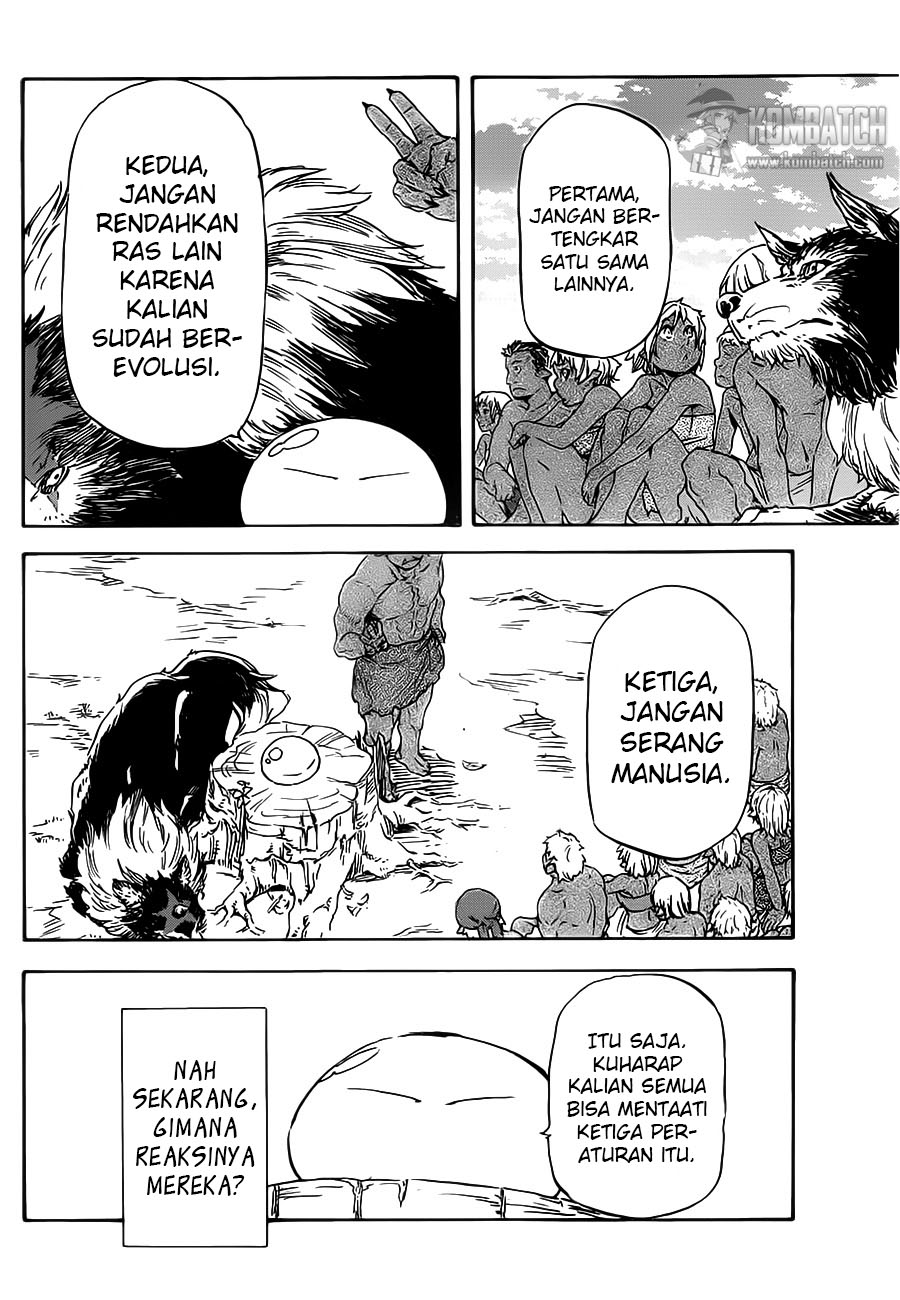 KOMBATCH
www.kombatch.com
PERTAMA,
JANGAN BER-
TENGKAR
SATU SAMA
LAINNYA.
KEDUA,
JANGAN
RENDAHKAN
RAS LAIN
KARENA
KALIAN
SUDAH BER-
EVOLUSI.
KETIGA,
JANGAN
SERANG
MANUSIA.
ITU SAJA.
KUHARAP
KALIAN SEMUA
BISA MENTAATI
KETIGA PER-
ATURAN ITU.
NAH
SEKARANG,
GIMANA
REAKSINYA
MEREKA?